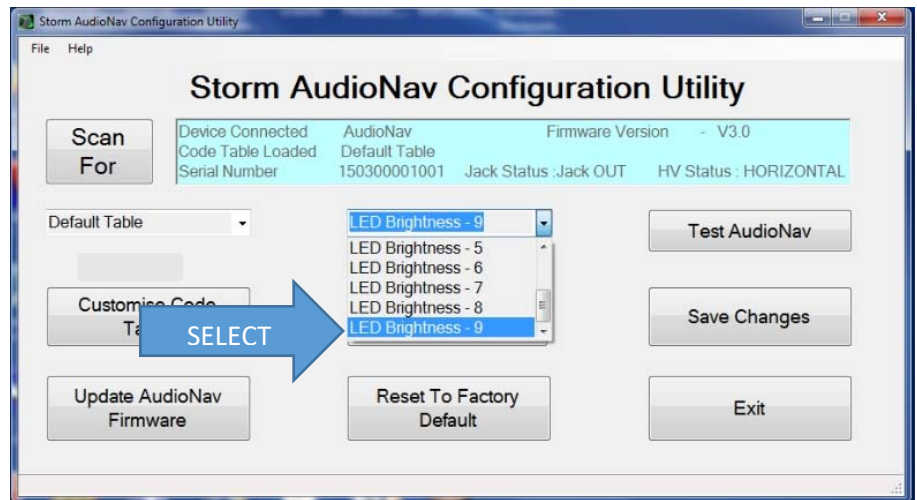 Storm AudioNav Configuration Utility
File Help
Storm AudioNav Configuration Utility
Scan
For
Device Connected AudioNav Firmware Version - V3.0
Code Table Loaded Default Table
Serial Number 150300001001 Jack Status :Jack OUT HV Status : HORIZONTAL
Default Table
LED Brightness - 9
LED Brightness - 5
LED Brightness - 6
LED Brightness - 7
LED Brightness - 8
LED Brightness - 9
Test AudioNav
Customise Code
SELECT
Save Changes
Update AudioNav
Firmware
Reset To Factory
Default
Exit